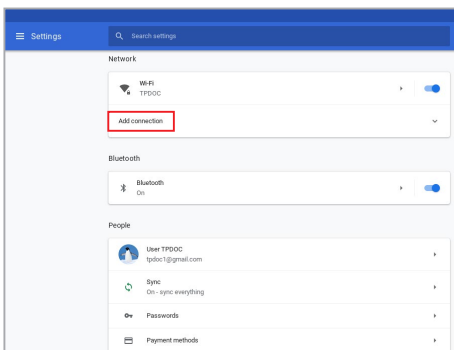 Settings
Search settings
Network
Wi-Fi
TPDOC
Add connection
Bluetooth
Bluetooth
On
People
User TPDOC
tpdoc1@gmail.com
Sync
On - sync everything
Passwords
Payment methods